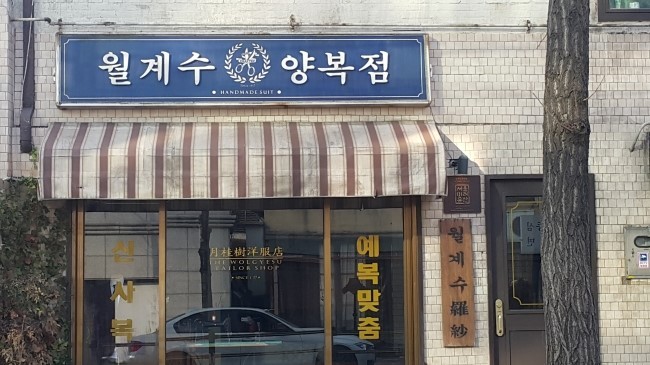 월계수 양복점
HANDMADE SUIT
신사복
月桂樹洋服店
THE WOLGYESU
TAILOR SHOP
예복맞춤
월계수羅紗